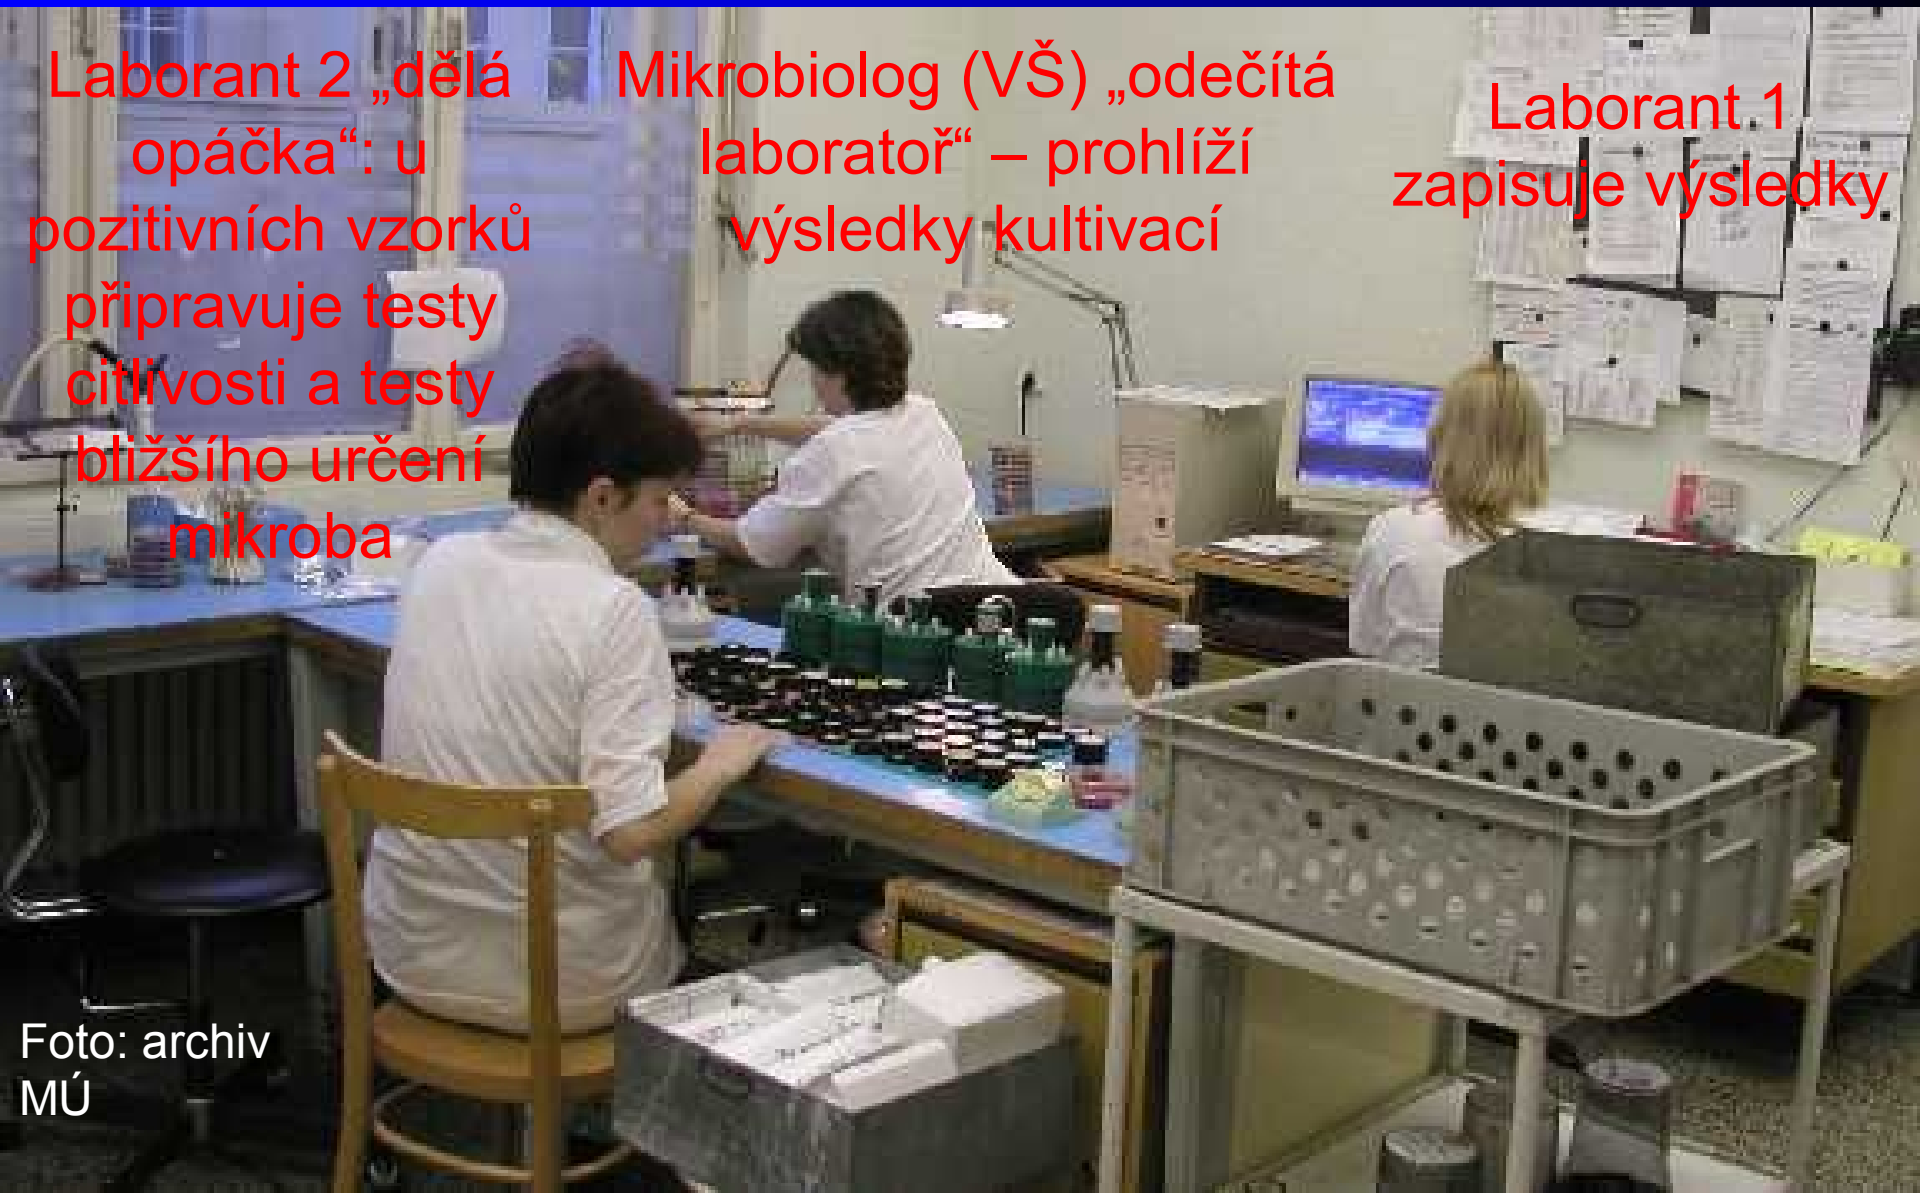 Laborant 2 „dělá
opáčka“: u
pozitivních vzorků
připravuje testy
citlivosti a testy
bližšího určení
mikroba
Mikrobiolog (VŠ) „odečítá
laboratoř“ – prohlíží
výsledky kultivací
Laborant 1
zapisuje výsledky
Foto: archiv
MÚ